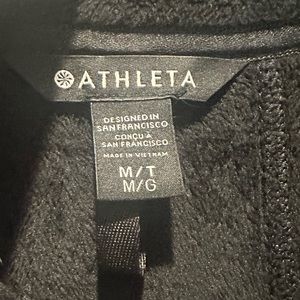 ATHLETA
DESIGNED IN
SAN FRANCISCO
CONÇU A
SAN FRANCISCO
MADE IN VIETNAM
M/T
M/G